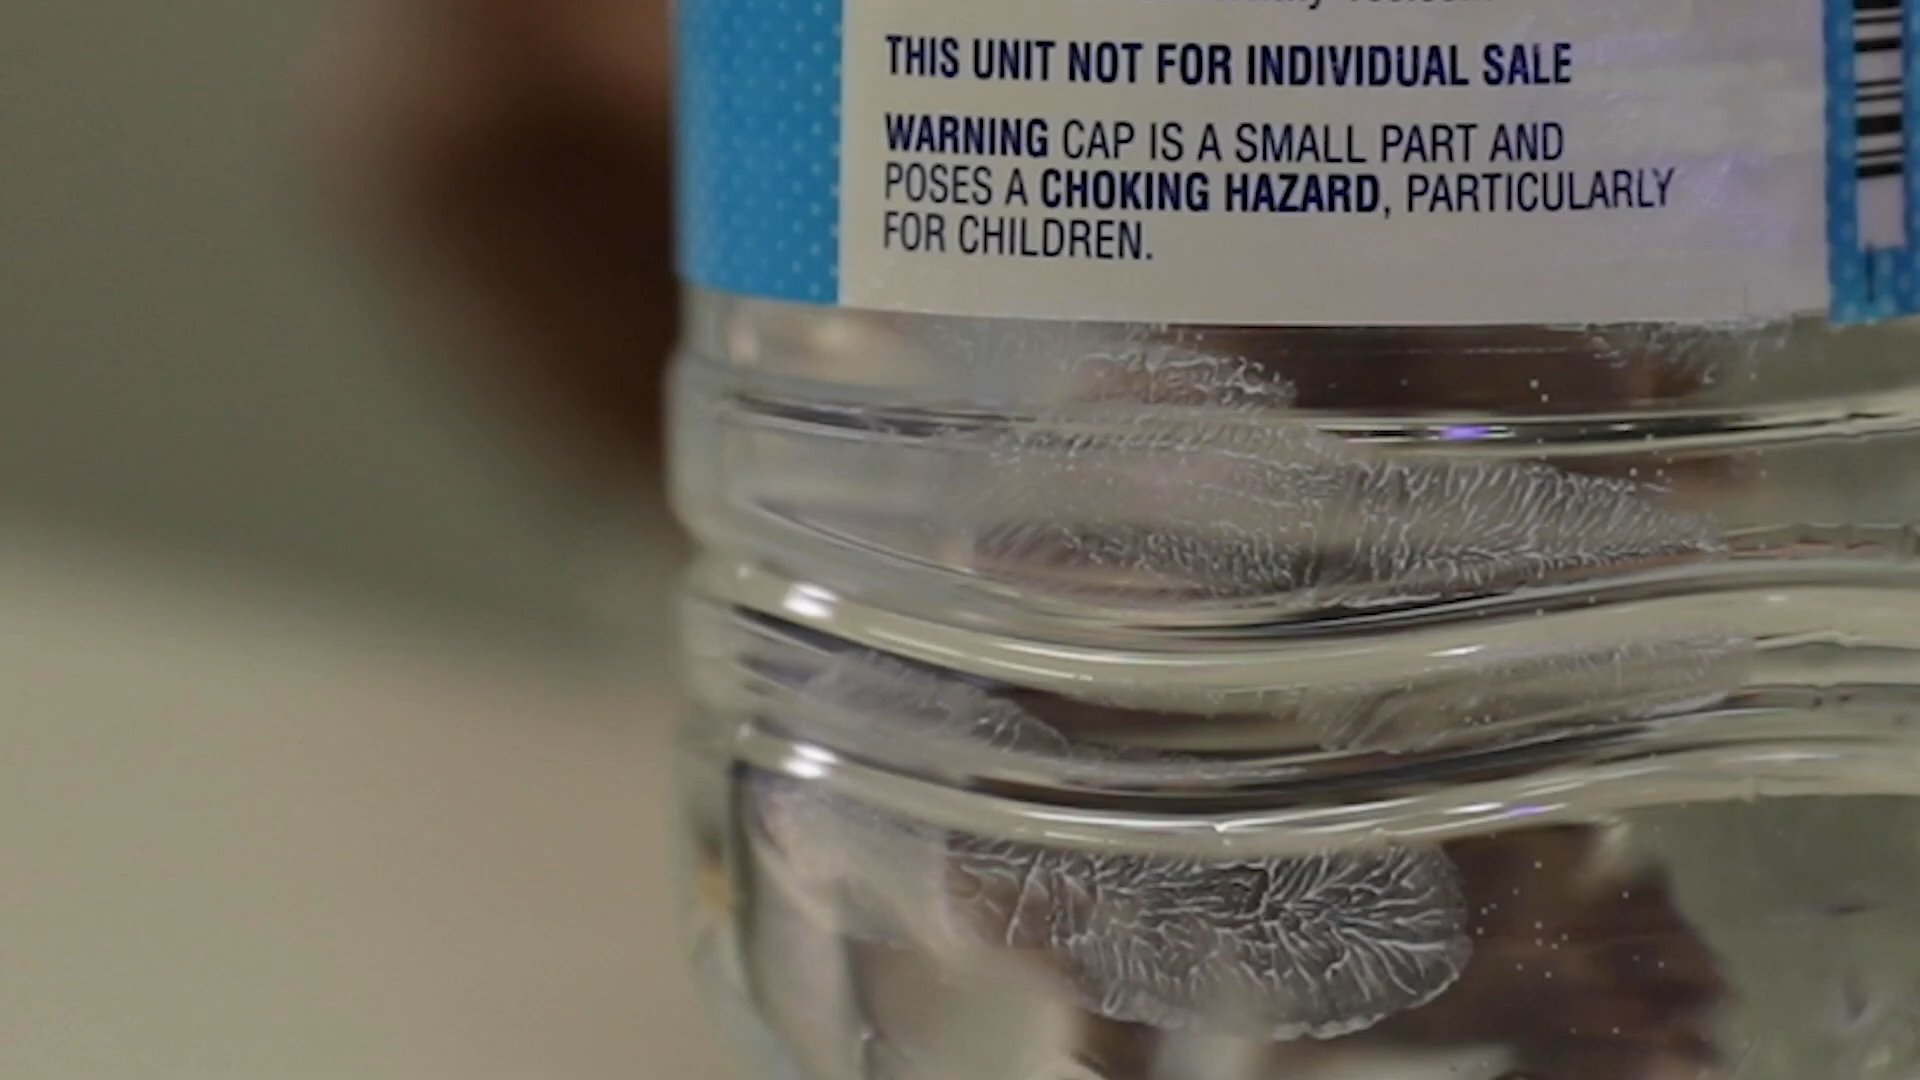 THIS UNIT NOT FOR INDIVIDUAL SALE
WARNING CAP IS A SMALL PART AND
POSES A CHOKING HAZARD, PARTICULARLY
FOR CHILDREN.